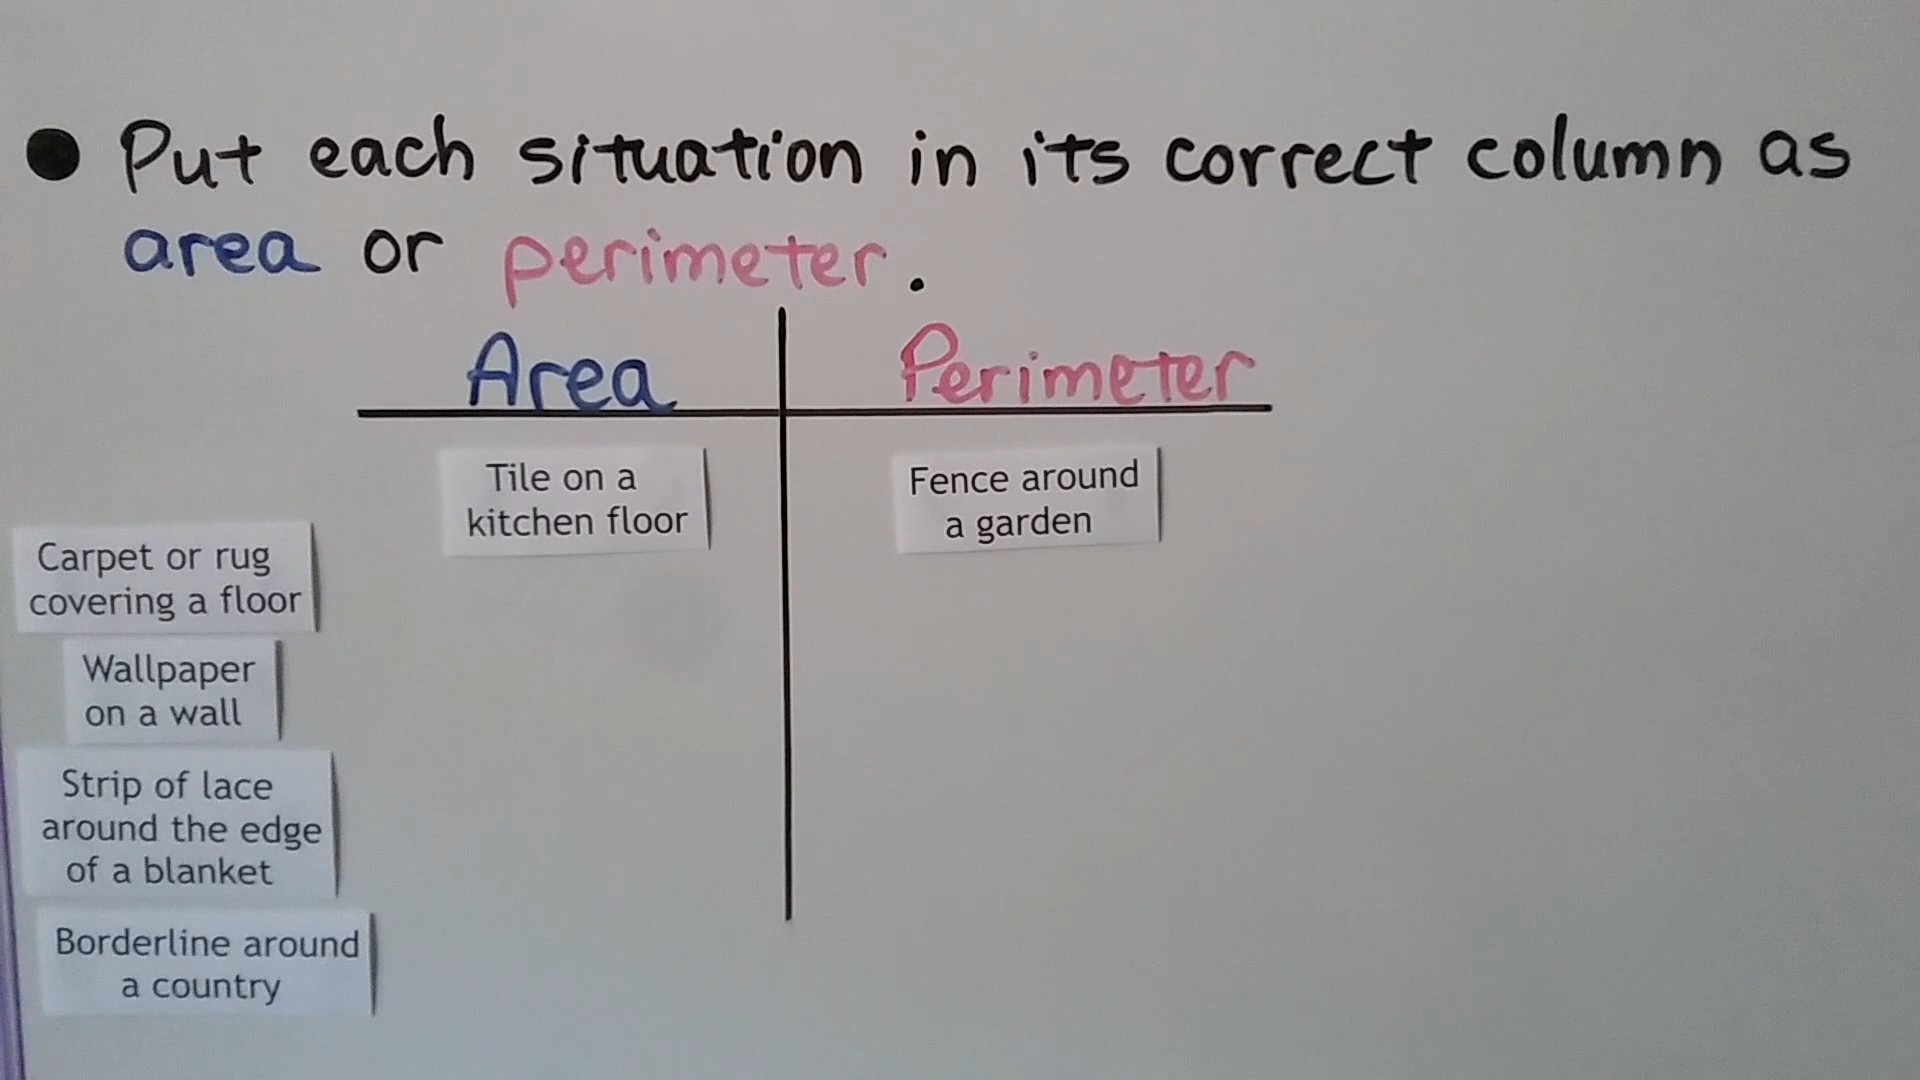 ● Put each situation in its correct column as
area or perimeter.
Area
Perimeter
Tile on a
kitchen floor
Fence around
a garden
Carpet or rug
covering a floor
Wallpaper
on a wall
Strip of lace
around the edge
of a blanket
Borderline around
a country